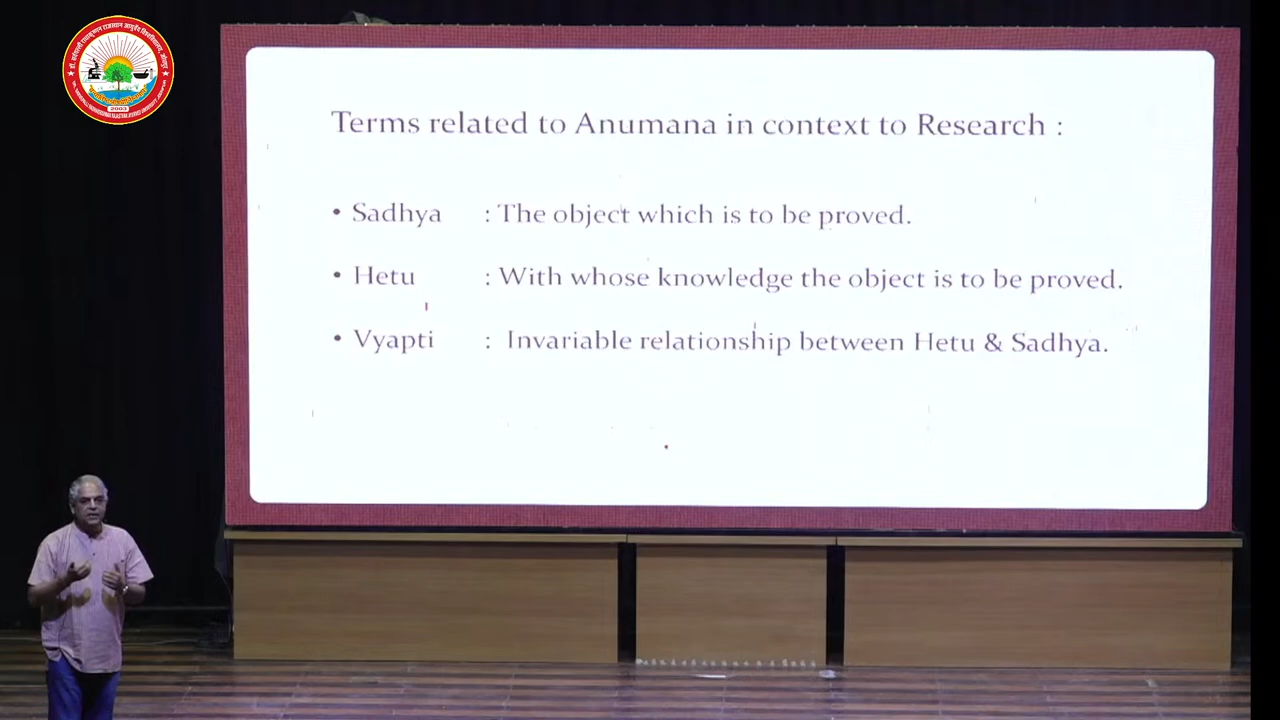 Terms related to Anumana in context to Research :
• Sadhya : The object which is to be proved.
• Hetu : With whose knowledge the object is to be proved.
• Vyapti : Invariable relationship between Hetu & Sadhya.
2003